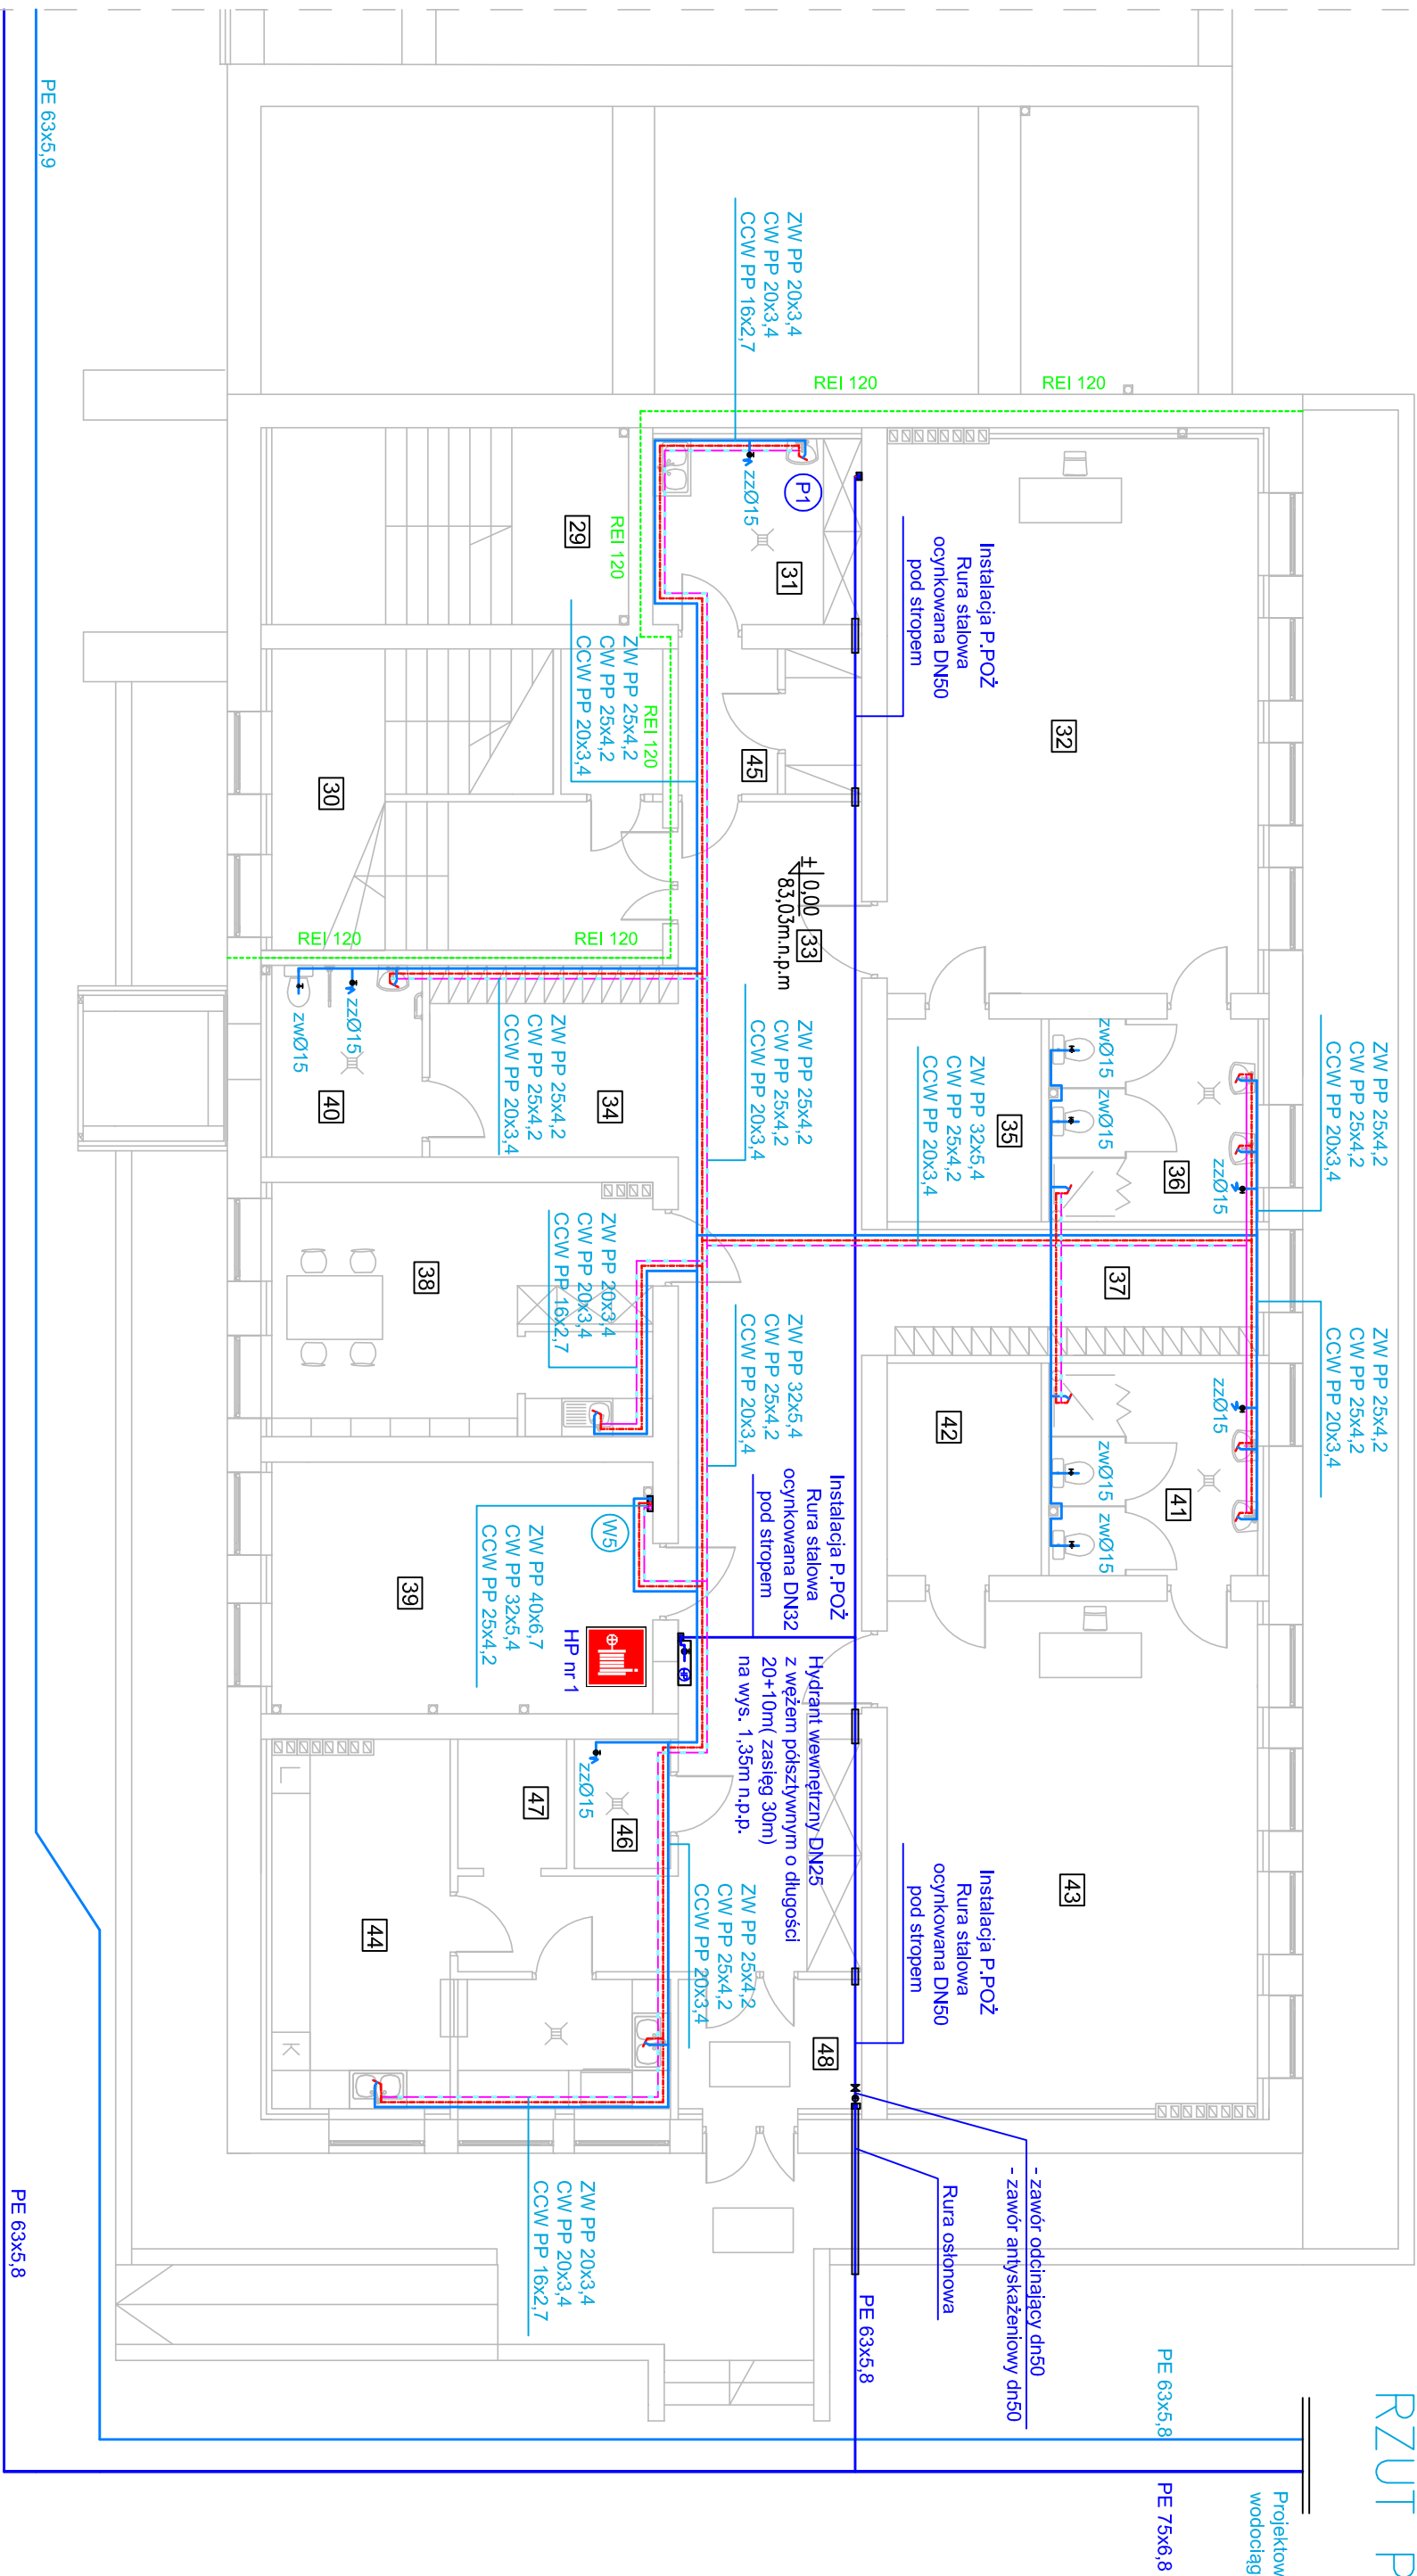 RZUT P
Projektow
wodociąg
PE 63x5,8
PE 75x6,8
ZW PP 25x4,2
CW PP 25x4,2
CCW PP 20x3,4
ZW PP 25x4,2
CW PP 25x4,2
CCW PP 20x3,4
REI 120
REI 120
32
Instalacja P.POŻ
Rura stalowa
ocynkowana DN50
pod stropem
zwØ15
zwØ15
zzØ15
36
35
ZW PP 32x5,4
CW PP 25x4,2
CCW PP 20x3,4
37
zzØ15
zwØ15
zwØ15
41
42
43
Instalacja P.POŻ
Rura stalowa
ocynkowana DN50
pod stropem
- zawór odcinający dn50
- zawór antyskażeniowy dn50
Rura osłonowa
PE 63x5,8
ZW PP 20x3,4
CW PP 20x3,4
CCW PP 16x2,7
P1
zzØ15
31
45
± 0,00
83,03m.n.p.m
33
ZW PP 25x4,2
CW PP 25x4,2
CCW PP 20x3,4
ZW PP 32x5,4
CW PP 25x4,2
CCW PP 20x3,4
Instalacja P.POŻ
Rura stalowa
ocynkowana DN32
pod stropem
Hydrant wewnętrzny DN25
z wężem półsztywnym o długości
20+10m( zasięg 30m)
na wys. 1,35m n.p.p.
48
ZW PP 25x4,2
CW PP 25x4,2
CCW PP 20x3,4
29
REI 120
ZW PP 25x4,2
CW PP 25x4,2
CCW PP 20x3,4
REI 120
30
REI 120
REI 120
34
ZW PP 25x4,2
CW PP 25x4,2
CCW PP 20x3,4
zzØ15
zwØ15
40
ZW PP 20x3,4
CW PP 20x3,4
CCW PP 16x2,7
38
W5
ZW PP 40x6,7
CW PP 32x5,4
CCW PP 25x4,2
39
HP nr 1
zzØ15
46
47
44
L
K
ZW PP 20x3,4
CW PP 20x3,4
CCW PP 16x2,7
PE 63x5,9
PE 63x5,8